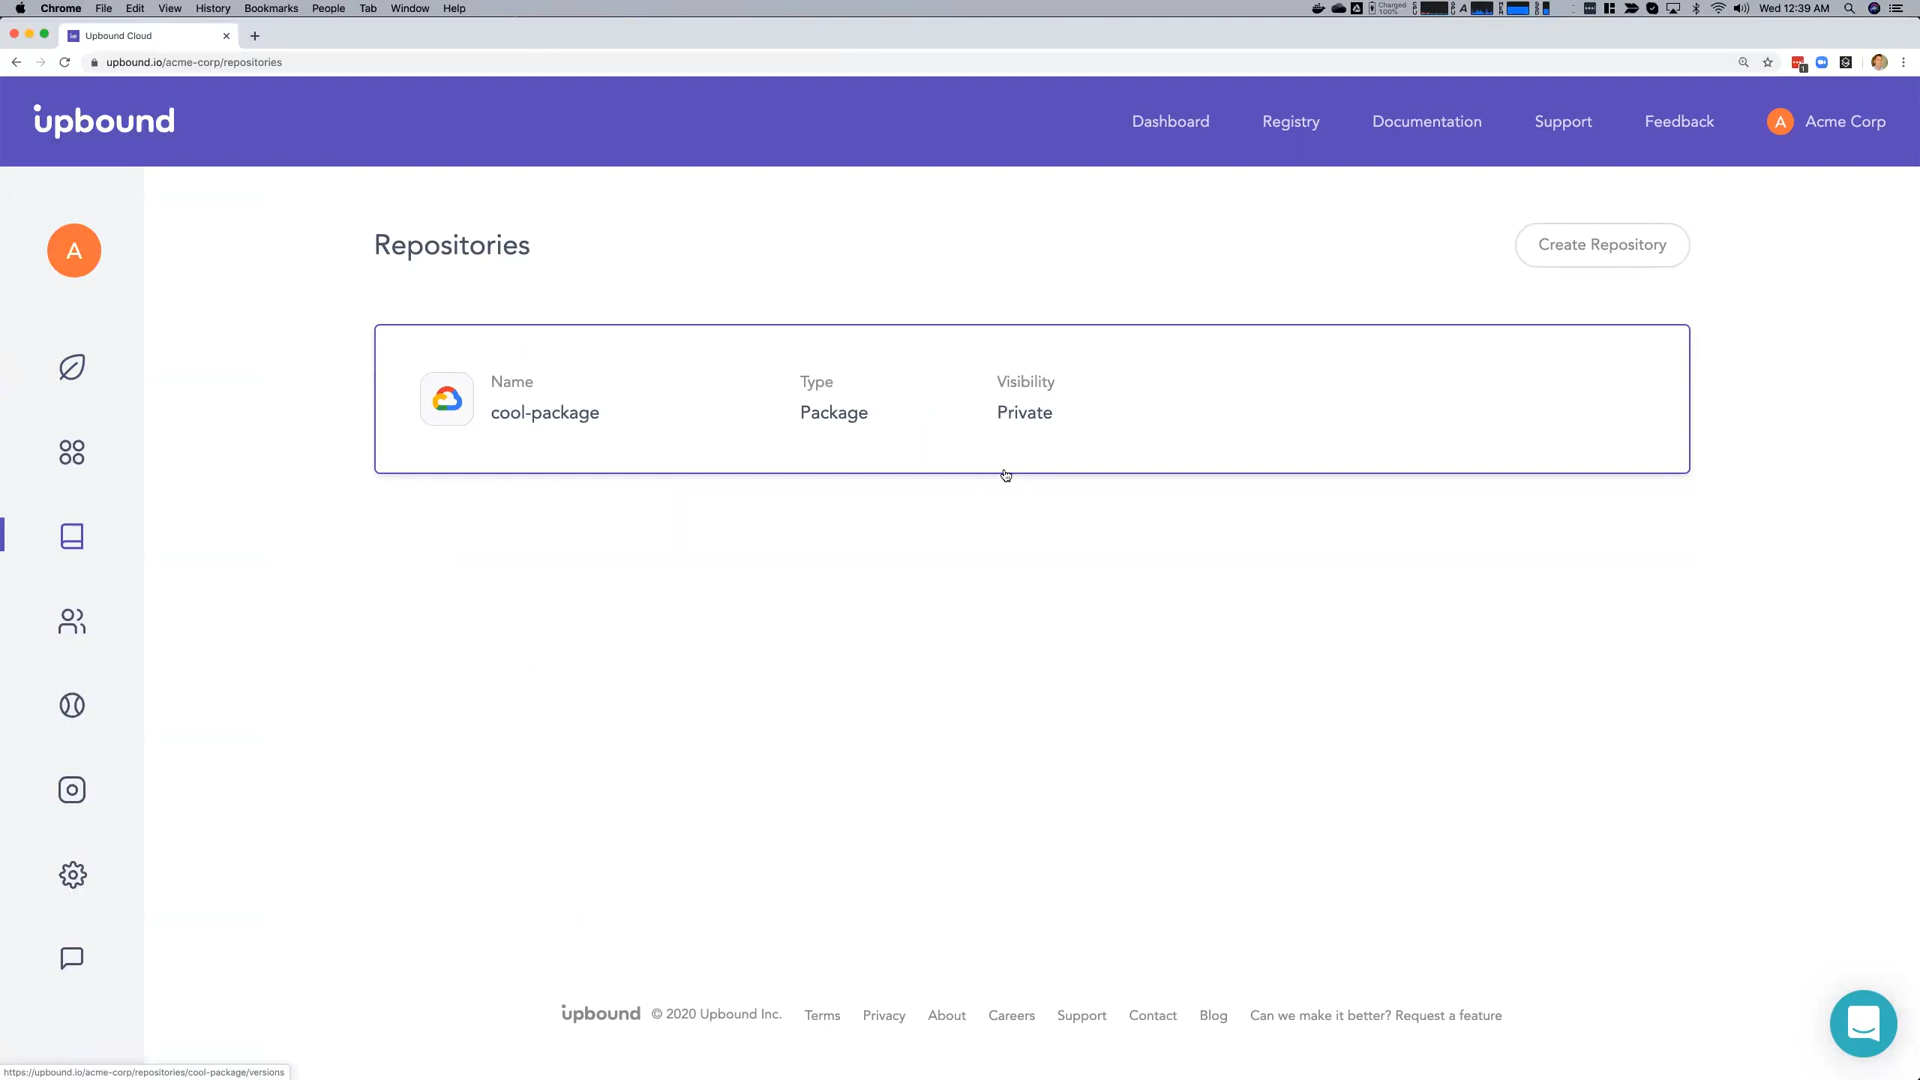 Chrome File Edit View History Bookmarks People Tab Window Help
Charged 100%
Wed 12:39 AM
Upbound Cloud
upbound.io/acme-corp/repositories
1
upbound
Dashboard Registry Documentation Support Feedback A Acme Corp
A
Repositories
Create Repository
Name Type Visibility
cool-package Package Private
upbound © 2020 Upbound Inc. Terms Privacy About Careers Support Contact Blog Can we make it better? Request a feature
https://upbound.io/acme-corp/repositories/cool-package/versions